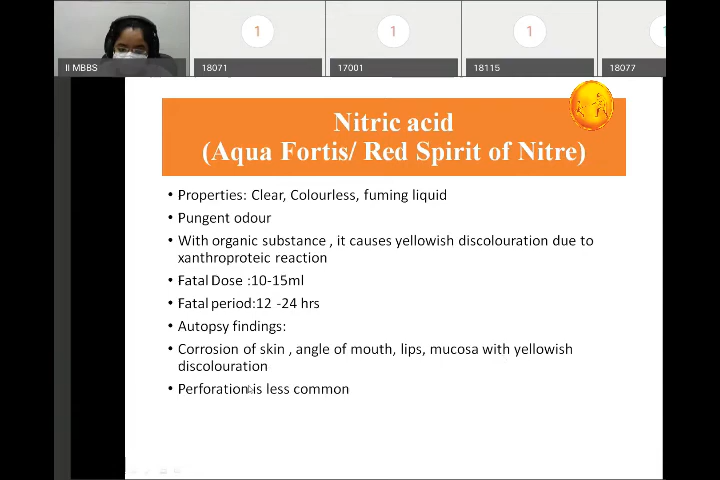 1
1
1
1
II MBBS
18071
17001
18115
18077
Nitric acid
(Aqua Fortis/ Red Spirit of Nitre)
• Properties: Clear, Colourless, fuming liquid
• Pungent odour
• With organic substance , it causes yellowish discolouration due to
xanthroproteic reaction
• Fatal Dose :10-15ml
• Fatal period:12 -24 hrs
• Autopsy findings:
• Corrosion of skin , angle of mouth, lips, mucosa with yellowish
discolouration
• Perforation is less common